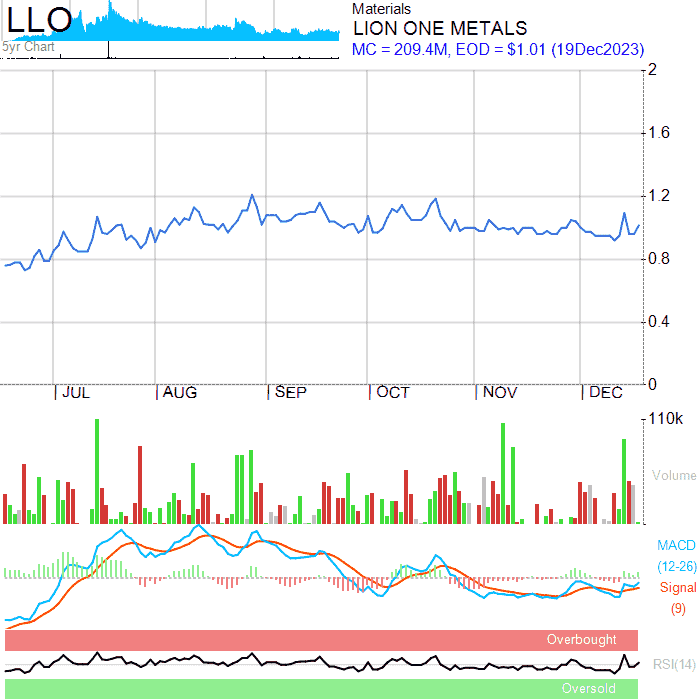 LLO
5yr Chart
Materials
LION ONE METALS
MC = 209.4M, EOD = $1.01 (19Dec2023)
2
1.6
1.2
0.8
0.4
0
JUL AUG SEP OCT NOV DEC
110k
Volume
MACD
(12-26)
Signal
(9)
Overbought
RSI(14)
Oversold